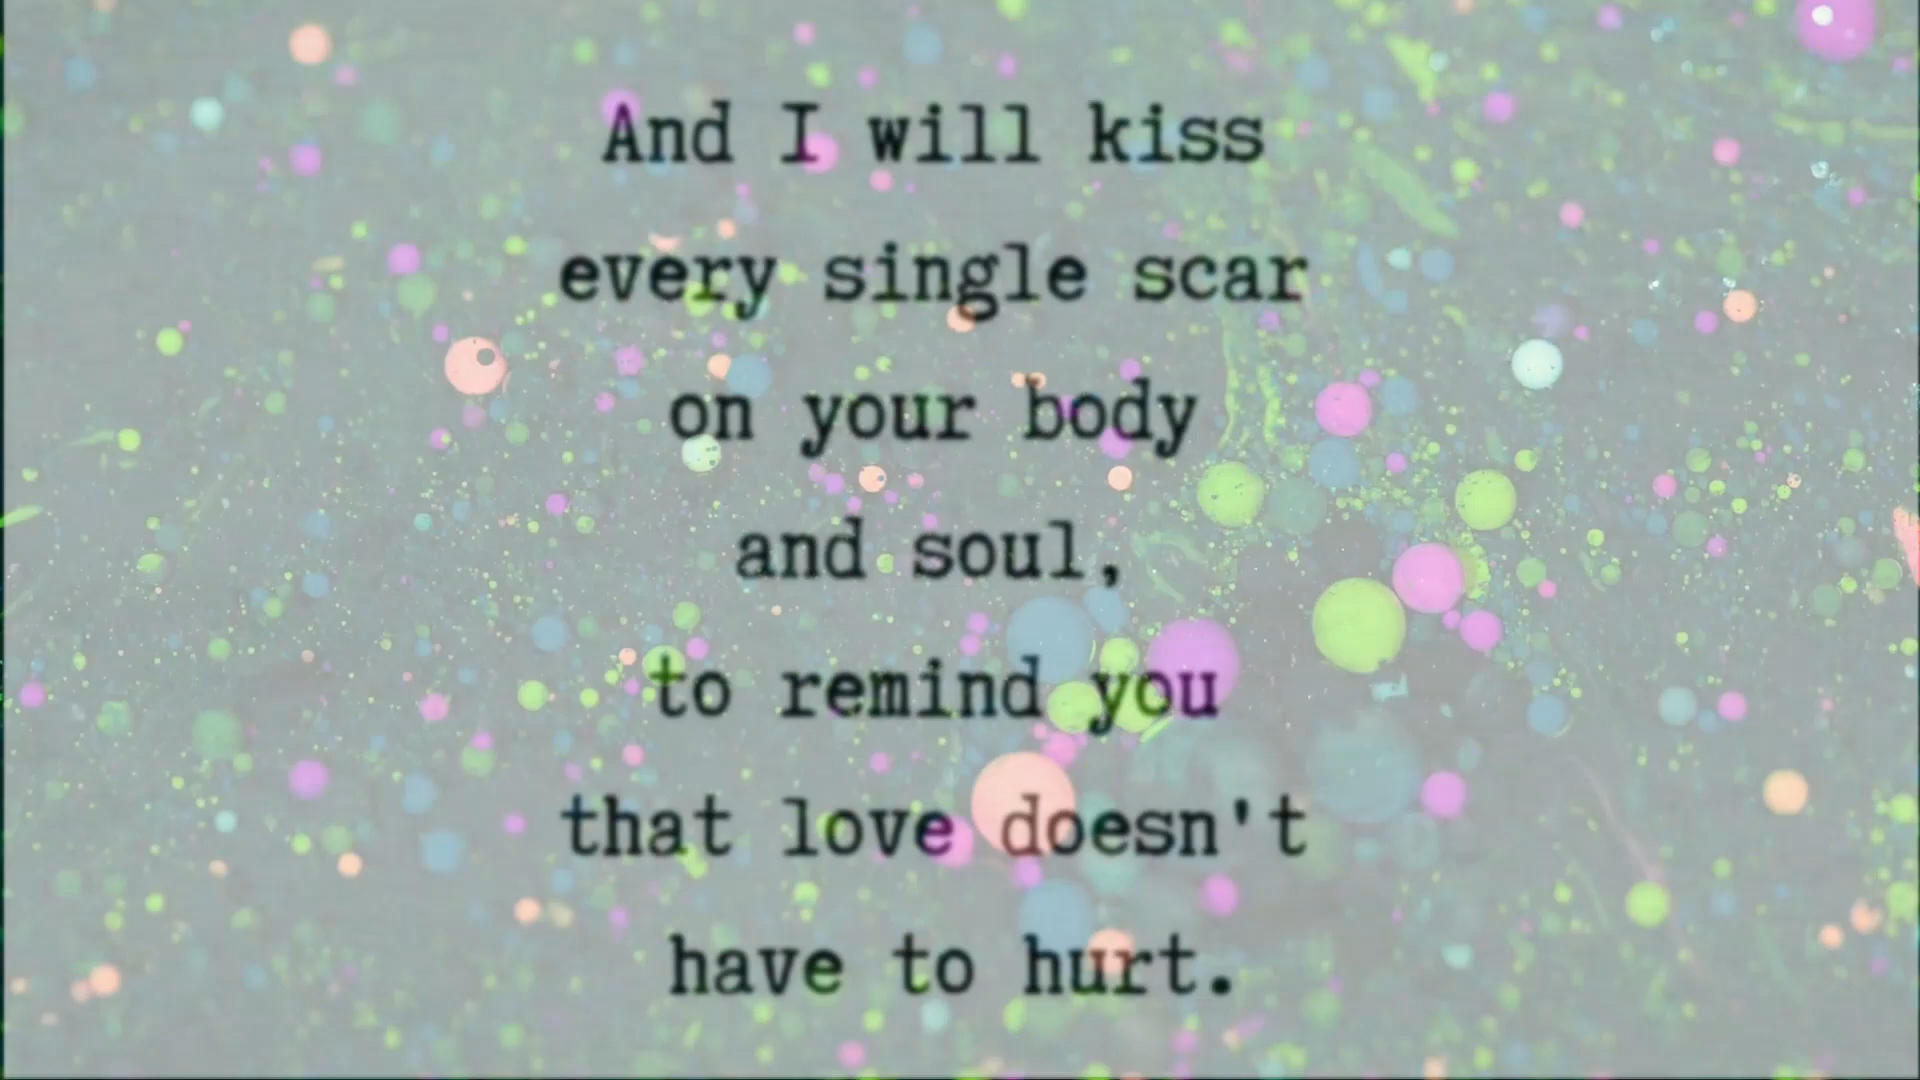 And I will kiss
every single scar
on your body
and soul,
to remind you
that love doesn't
have to hurt.